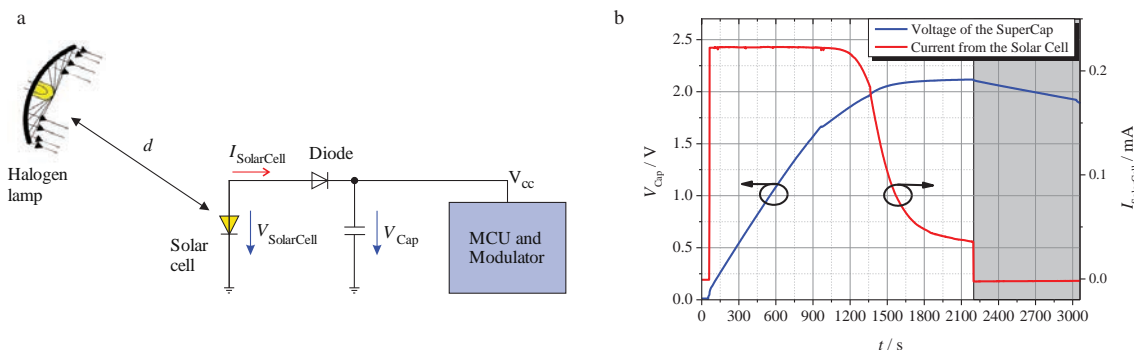 a
Halogen
lamp
d
I SolarCell
Diode
Vcc
Solar
cell
V SolarCell
V Cap
MCU and
Modulator
b
Voltage of the SuperCap
Current from the Solar Cell
V Cap / V
2.5
2.0
1.5
1.0
0.5
0.0
0 300 600 900 1200 1500 1800 2100 2400 2700 3000
t / s
0.2
0.1
0.0
/ mA